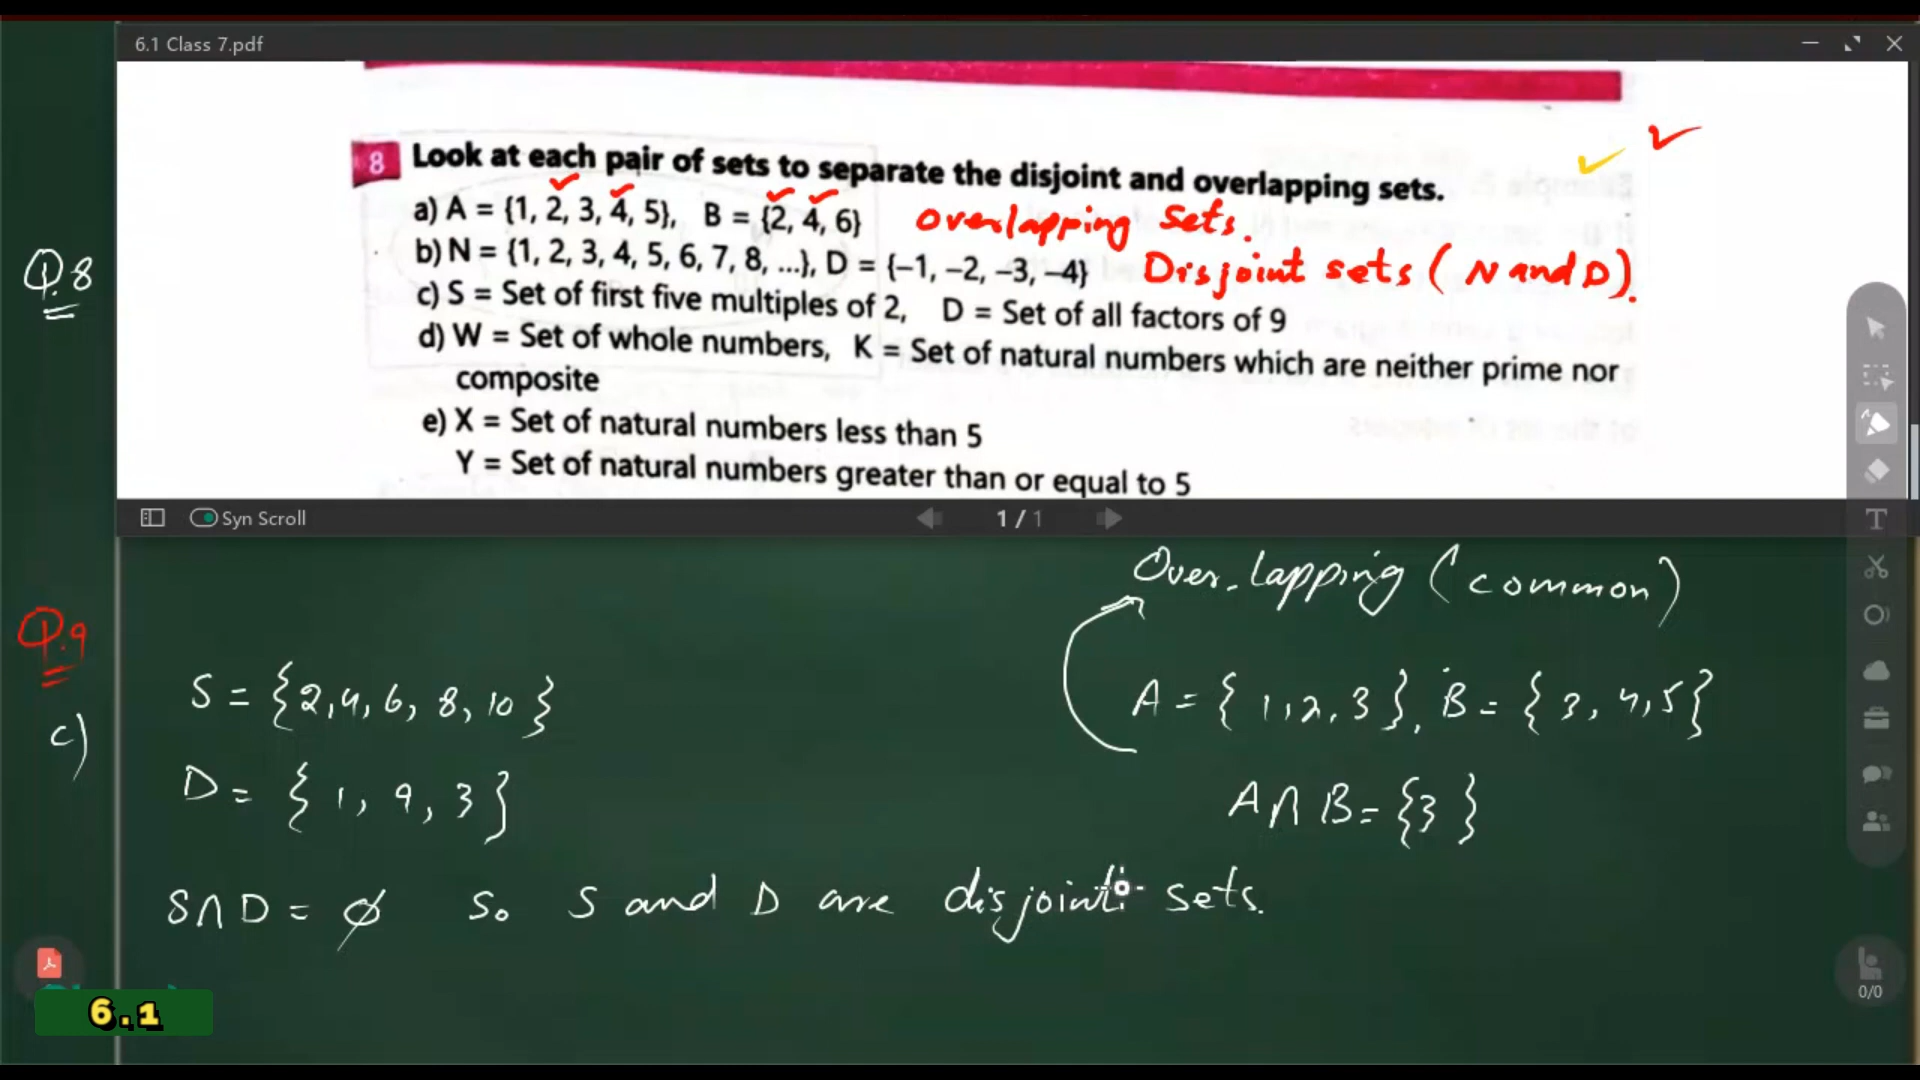 6.1 Class 7.pdf
8 Look at each pair of sets to separate the disjoint and overlapping sets.
a) A = {1, 2, 3, 4, 5}, B = {2, 4, 6} overlapping sets.
b) N = {1, 2, 3, 4, 5, 6, 7, 8, ...}, D = {–1, –2, –3, –4} Disjoint sets (N and D).
c) S = Set of first five multiples of 2, D = Set of all factors of 9
d) W = Set of whole numbers, K = Set of natural numbers which are neither prime nor
composite
e) X = Set of natural numbers less than 5
Y = Set of natural numbers greater than or equal to 5
Q.8
Syn Scroll
1 / 1
Over-lapping (common)
Q.9
S = {2, 4, 6, 8, 10}
A = {1, 2, 3}, B = {3, 4, 5}
c)
D = {1, 9, 3}
A∩B = {3}
S∩D = ϕ So S and D are disjoint sets.
6.1
0/0